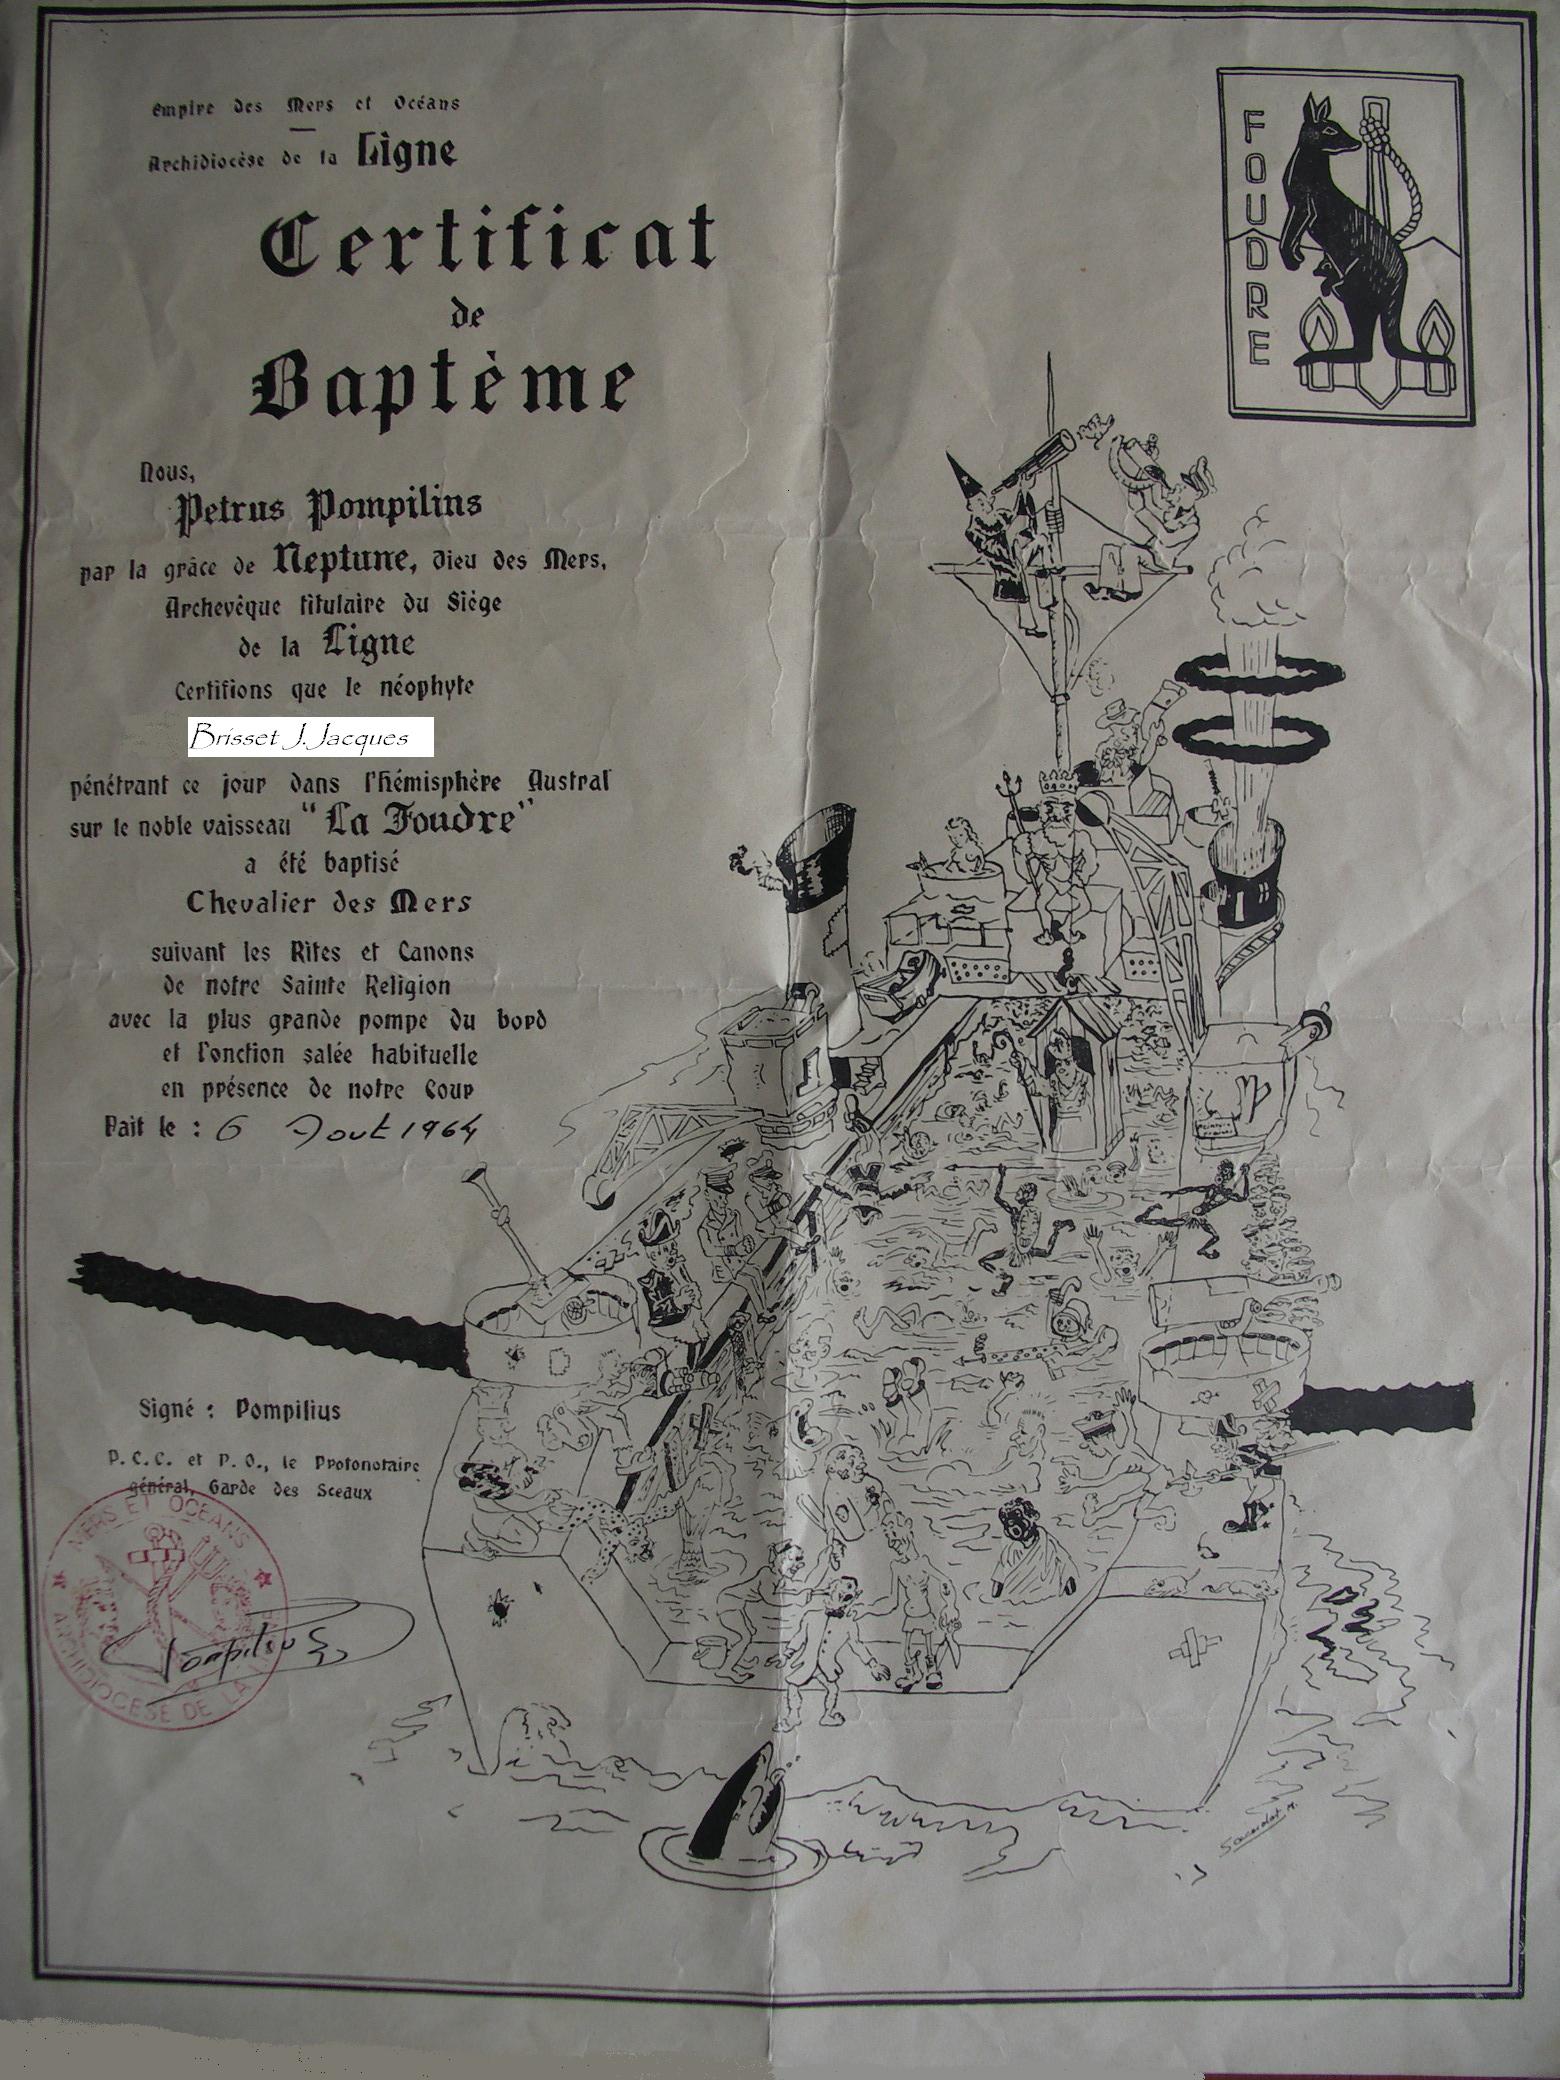 Empire des Mers et Océans
Archidiocèse de la Ligne
Certificat
de
Baptème
Nous,
Petrus Pompilins
par la grâce de Neptune, dieu des Mers,
Archevêque titulaire du Siège
de la Ligne
Certifions que le néophyte
Brisset J. Jacques
pénétrant ce jour dans l'hémisphère Austral
sur le noble vaisseau "La Foudre"
a été baptisé
Chevalier des Mers
suivant les Rites et Canons
de notre Sainte Religion
avec la plus grande pompe du bord
et l'onction salée habituelle
en présence de notre Cour
Fait le : 6 Aout 1964
Signé : Pompilius
P.C.C. et P.O., le Protonotaire
général, Garde des Sceaux
MERS ET OCEANS
ARCHIDIOCESE DE LA
Pompilius
FOUDRE